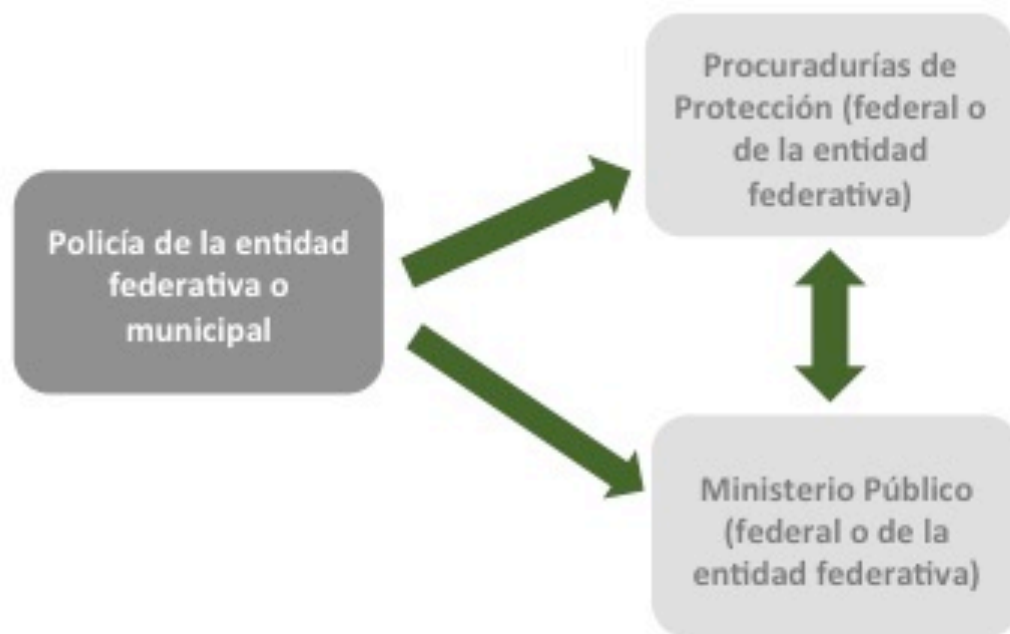 Policía de la entidad
federativa o
municipal
Procuradurías de
Protección (federal o
de la entidad
federativa)
Ministerio Público
(federal o de la
entidad federativa)